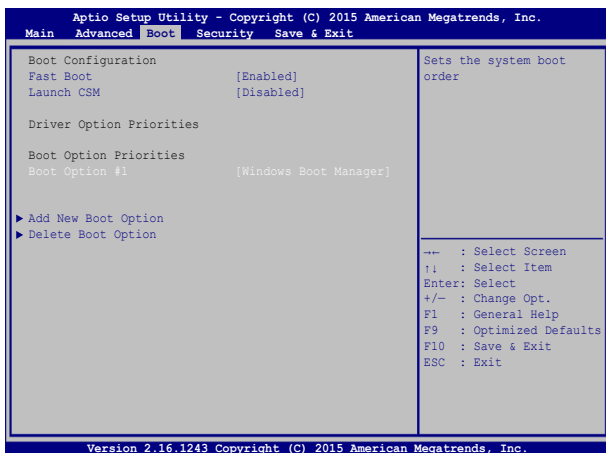 Aptio Setup Utility - Copyright (C) 2015 American Megatrends, Inc.
Main Advanced Boot Security Save & Exit
Boot Configuration
Fast Boot [Enabled]
Launch CSM [Disabled]
Driver Option Priorities
Boot Option Priorities
Boot Option #1 [Windows Boot Manager]
Add New Boot Option
Delete Boot Option
Sets the system boot
order
→← : Select Screen
↑↓ : Select Item
Enter: Select
+/— : Change Opt.
F1 : General Help
F9 : Optimized Defaults
F10 : Save & Exit
ESC : Exit
Version 2.16.1243 Copyright (C) 2015 American Megatrends, Inc.